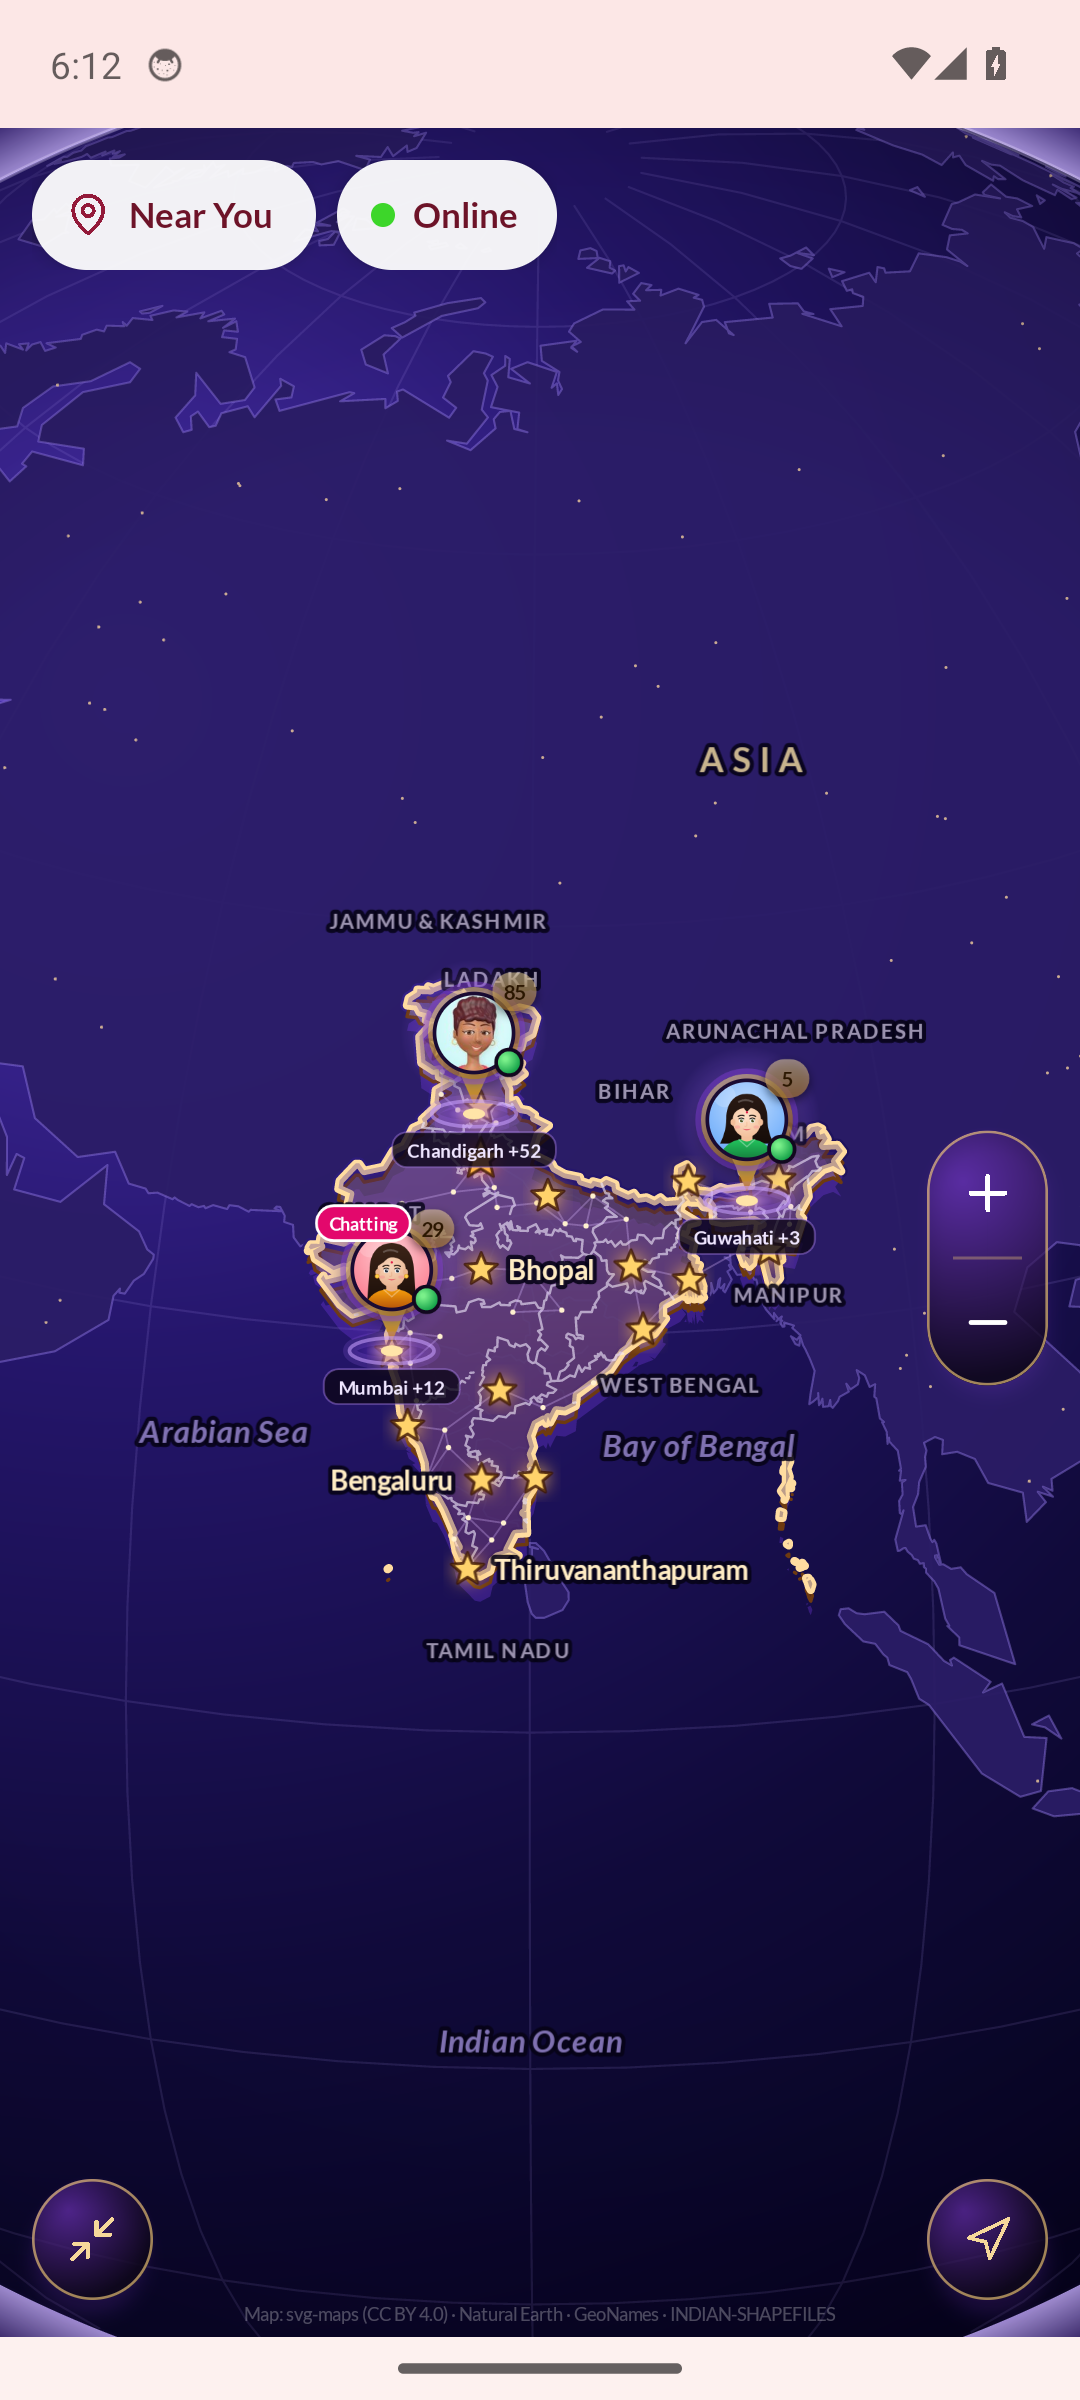 6:12
Near You
Online
ASIA
JAMMU & KASHMIR
LADAKH
85
ARUNACHAL PRADESH
5
BIHAR
Chandigarh +52
Chatting
29
Guwahati +3
Bhopal
MANIPUR
Mumbai +12
WEST BENGAL
Arabian Sea
Bay of Bengal
Bengaluru
Thiruvananthapuram
TAMIL NADU
Indian Ocean
Map: svg-maps (CC BY 4.0) · Natural Earth · GeoNames · INDIAN-SHAPEFILES